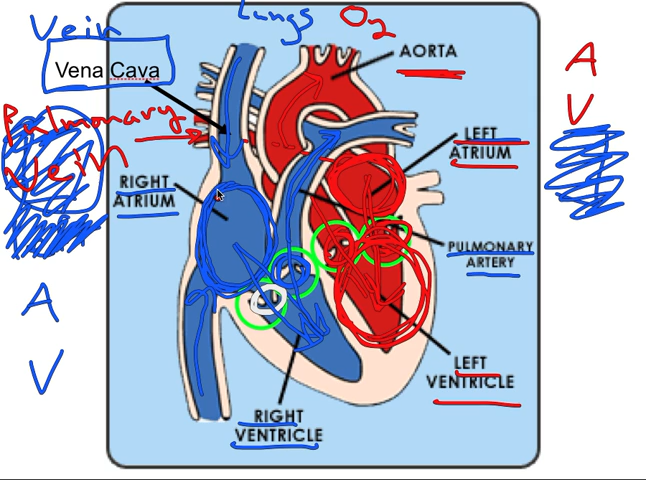 Vein
Lungs
O2
Vena Cava
AORTA
A
V
Pulmonary
Vein
LEFT
ATRIUM
RIGHT
ATRIUM
PULMONARY
ARTERY
A
V
LEFT
VENTRICLE
RIGHT
VENTRICLE